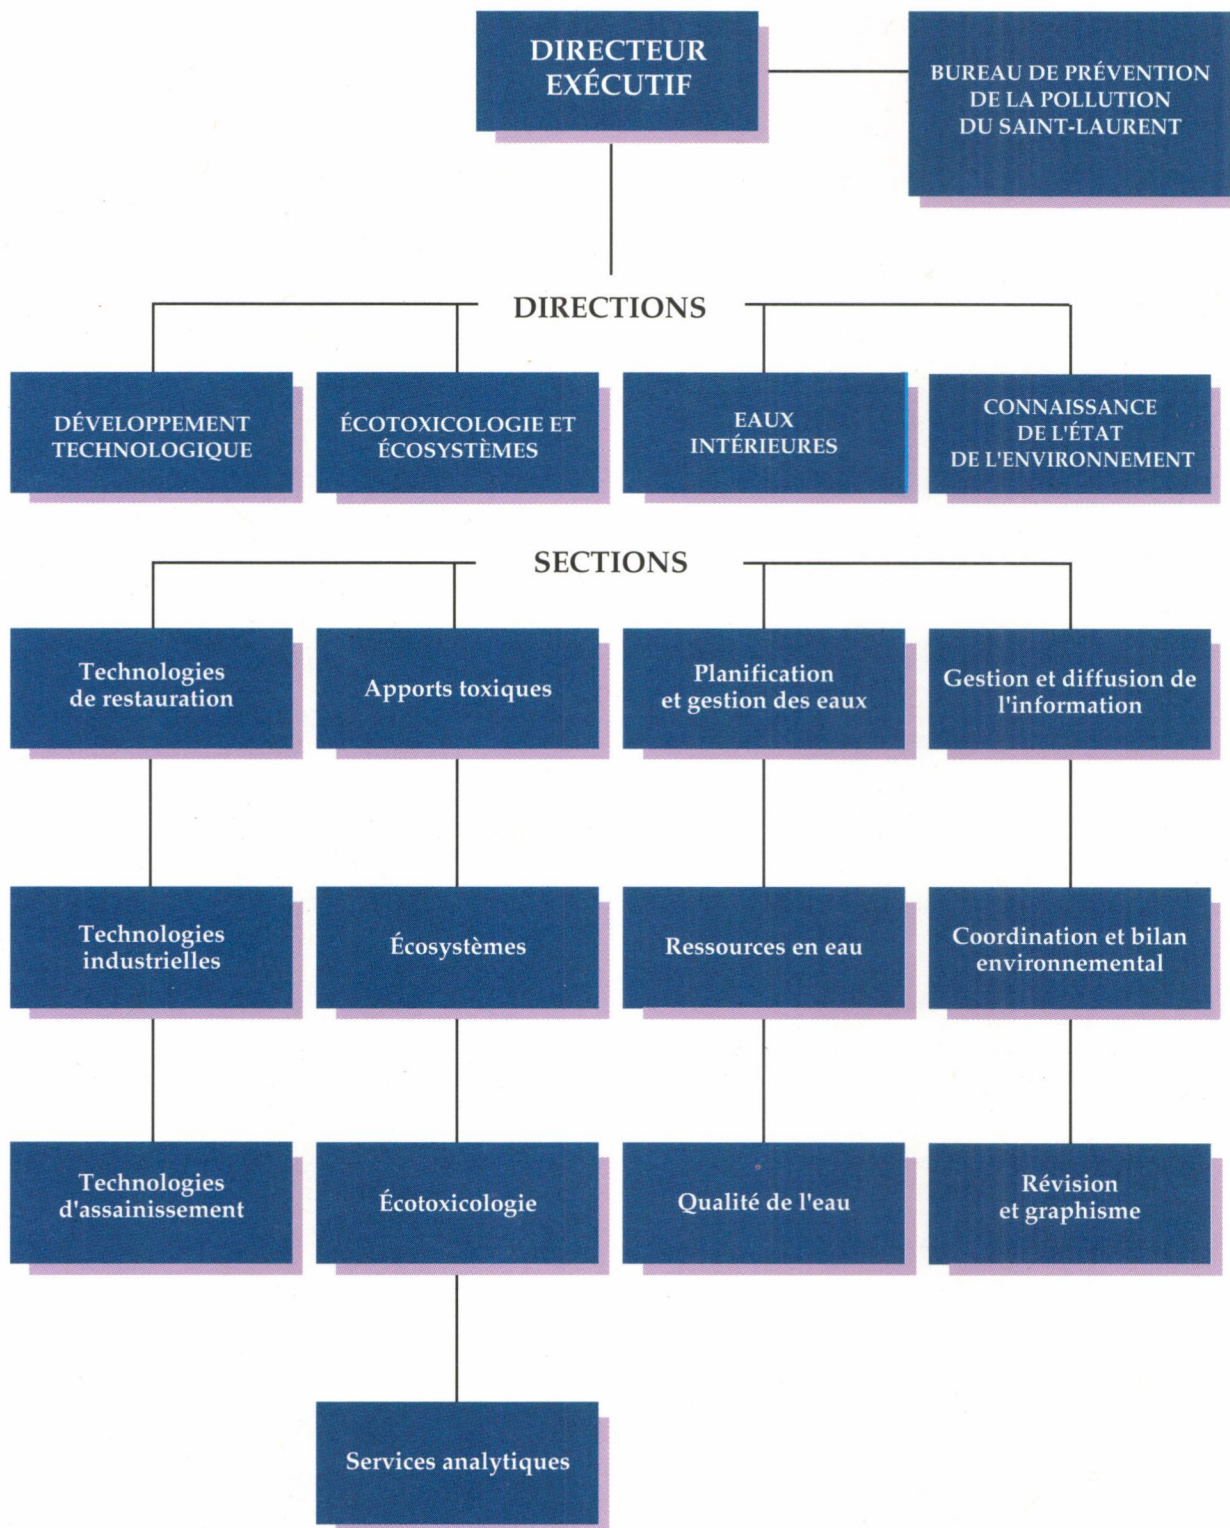 DIRECTEUR
EXÉCUTIF
BUREAU DE PRÉVENTION
DE LA POLLUTION
DU SAINT-LAURENT
DIRECTIONS
DÉVELOPPEMENT
TECHNOLOGIQUE
ÉCOTOXICOLOGIE ET
ÉCOSYSTÈMES
EAUX
INTÉRIEURES
CONNAISSANCE
DE L'ÉTAT
DE L'ENVIRONNEMENT
SECTIONS
Technologies
de restauration
Apports toxiques
Planification
et gestion des eaux
Gestion et diffusion de
l'information
Technologies
industrielles
Écosystèmes
Ressources en eau
Coordination et bilan
environnemental
Technologies
d'assainissement
Écotoxicologie
Qualité de l'eau
Révision
et graphisme
Services analytiques